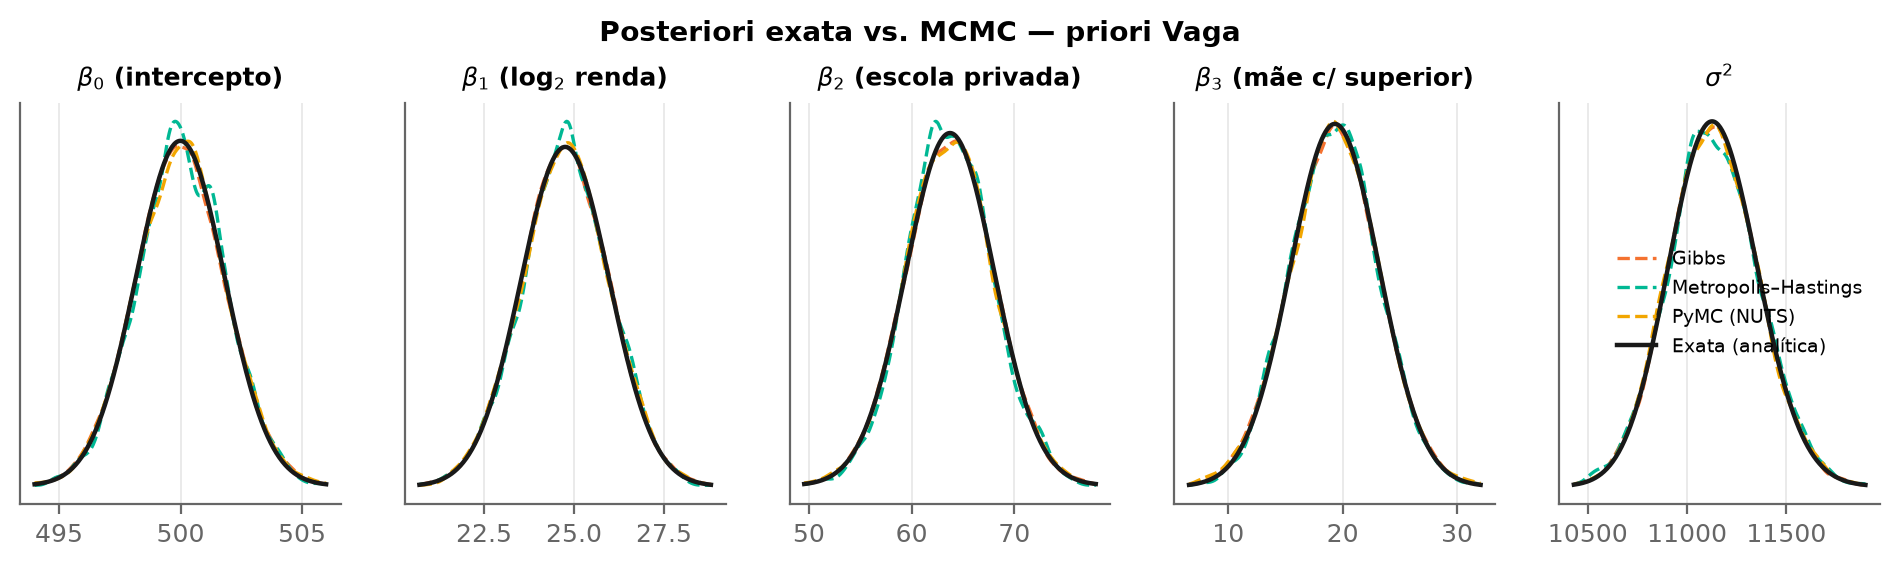 Posteriori exata vs. MCMC — priori Vaga
β₀ (intercepto)
β₁ (log₂ renda)
β₂ (escola privada)
β₃ (mãe c/ superior)
σ²
Gibbs
Metropolis–Hastings
PyMC (NUTS)
Exata (analítica)
495 500 505
22.5 25.0 27.5
50 60 70
10 20 30
10500 11000 11500